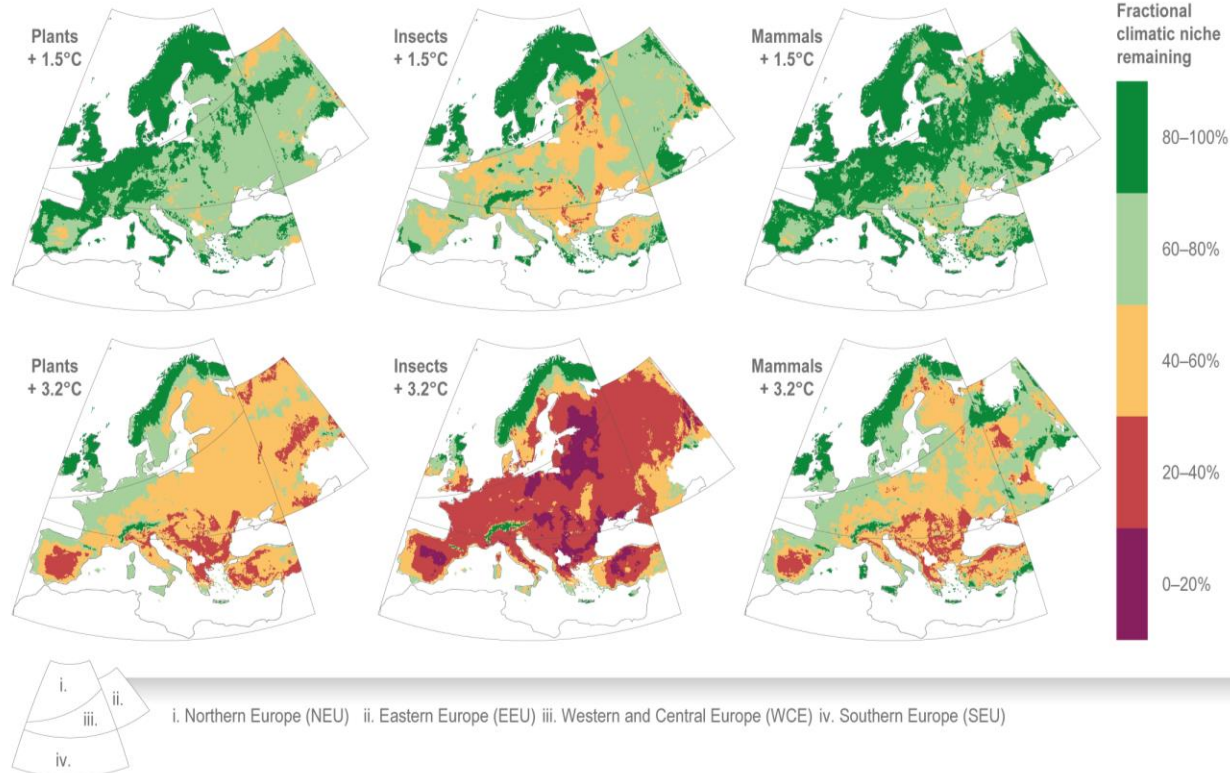 Plants
+ 1.5°C
Insects
+ 1.5°C
Mammals
+ 1.5°C
Fractional
climatic niche
remaining
80–100%
60–80%
40–60%
20–40%
0–20%
Plants
+ 3.2°C
Insects
+ 3.2°C
Mammals
+ 3.2°C
i.
ii.
iii.
iv.
i. Northern Europe (NEU) ii. Eastern Europe (EEU) iii. Western and Central Europe (WCE) iv. Southern Europe (SEU)